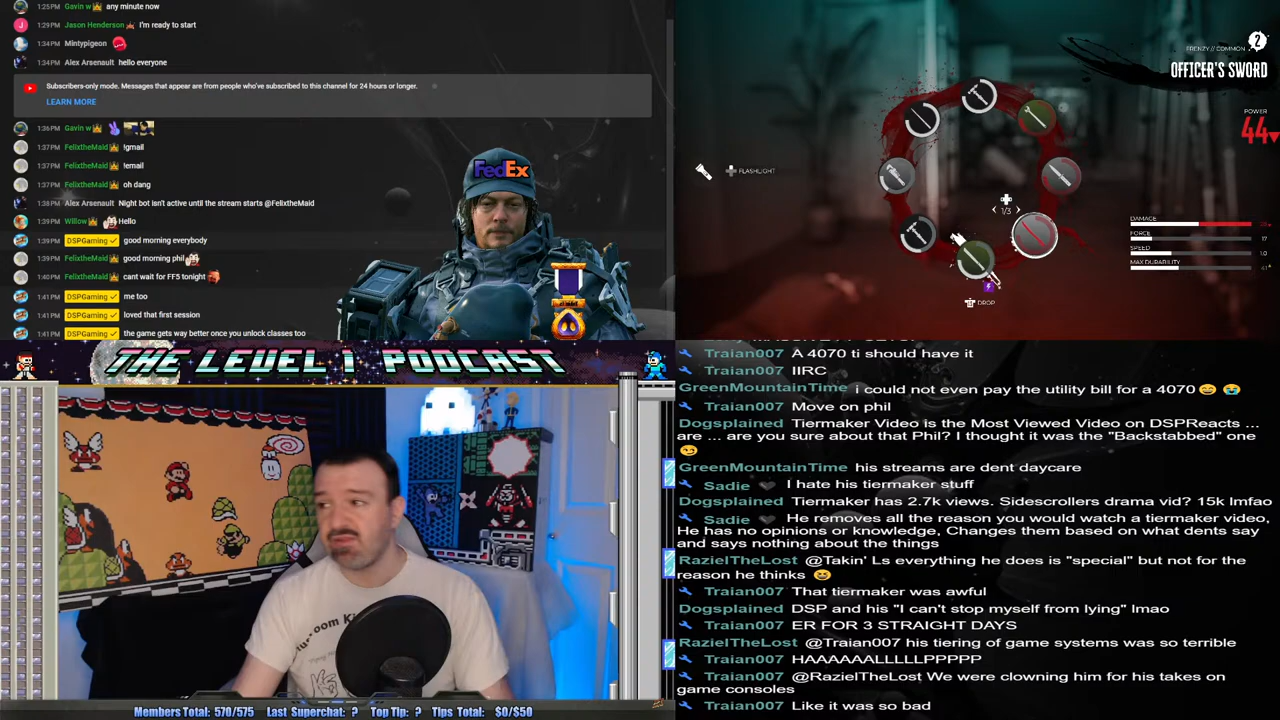 1:25PM Gavin w any minute now
1:29PM Jason Henderson I'm ready to start
1:34PM Mintypigeon
1:34PM Alex Arsenault hello everyone
Subscribers-only mode. Messages that appear are from people who've subscribed to this channel for 24 hours or longer.
LEARN MORE
1:36PM Gavin w
1:37PM FelixtheMaid !gmail
1:37PM FelixtheMaid !email
1:37PM FelixtheMaid oh dang
1:38PM Alex Arsenault Night bot isn't active until the stream starts @FelixtheMaid
1:39PM Willow Hello
1:39PM DSPGaming good morning everybody
1:39PM FelixtheMaid good morning phil
1:40PM FelixtheMaid cant wait for FF5 tonight
1:41PM DSPGaming me too
1:41PM DSPGaming loved that first session
1:41PM DSPGaming the game gets way better once you unlock classes too
FedEx
2
FRENZY // COMMON
OFFICER'S SWORD
POWER
44
FLASHLIGHT
1/3
DROP
DAMAGE
FORCE 17
SPEED 1.0
MAX DURABILITY
THE LEVEL 1 PODCAST
Traian007 A 4070 ti should have it
Traian007 IIRC
GreenMountainTime i could not even pay the utility bill for a 4070
Traian007 Move on phil
Dogsplained Tiermaker Video is the Most Viewed Video on DSPReacts ...
are ... are you sure about that Phil? I thought it was the "Backstabbed" one
GreenMountainTime his streams are dent daycare
Sadie I hate his tiermaker stuff
Dogsplained Tiermaker has 2.7k views. Sidescrollers drama vid? 15k lmfao
Sadie He removes all the reason you would watch a tiermaker video,
He has no opinions or knowledge, Changes them based on what dents say
and says nothing about the things
RazielTheLost @Takin' Ls everything he does is "special" but not for the
reason he thinks
Traian007 That tiermaker was awful
Dogsplained DSP and his "I can't stop myself from lying" lmao
Traian007 ER FOR 3 STRAIGHT DAYS
RazielTheLost @Traian007 his tiering of game systems was so terrible
Traian007 HAAAAAALLLLLPPPPP
Traian007 @RazielTheLost We were clowning him for his takes on
game consoles
Traian007 Like it was so bad
Members Total: 570/575 Last Superchat: ? Top Tip: ? Tips Total: $0/$50